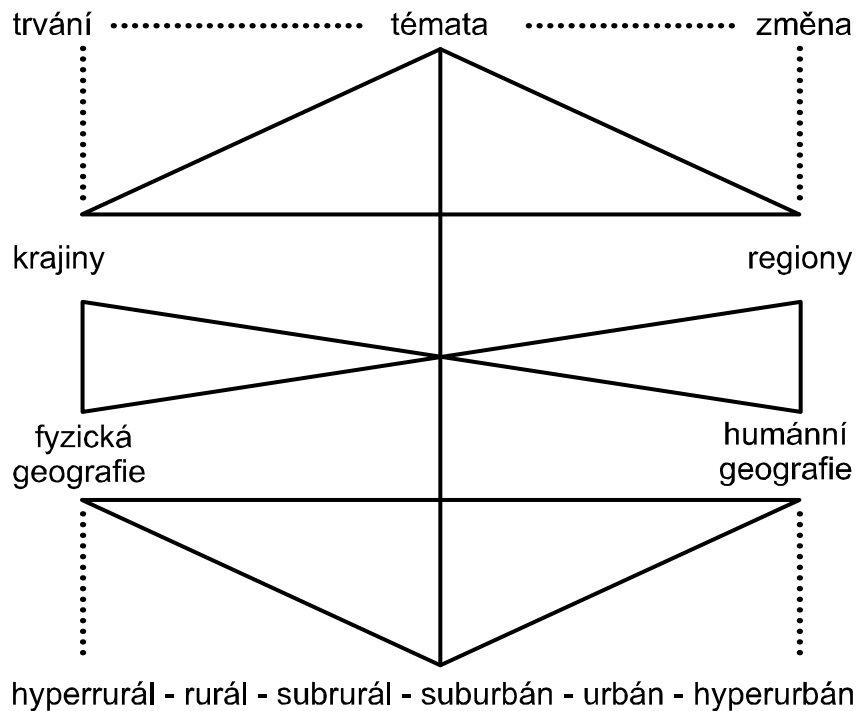 trvání témata změna
krajiny regiony
fyzická geografie
humánní geografie
hyperrurál - rurál - subrurál - suburbán - urbán - hyperurbán